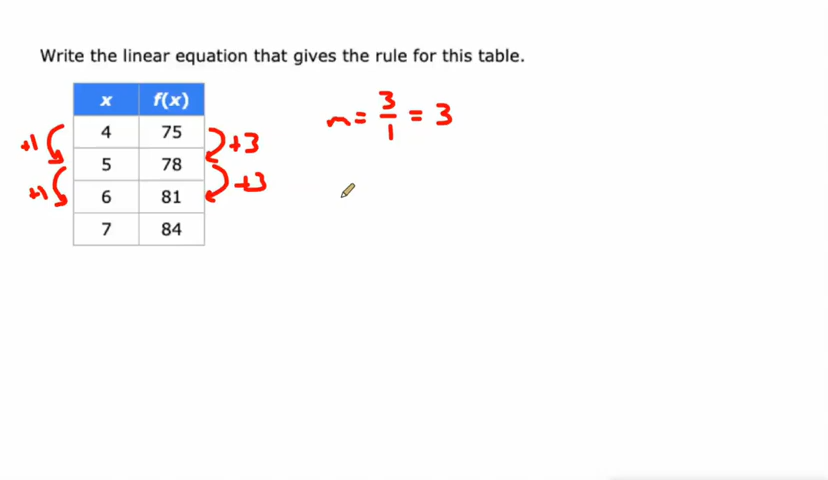 Write the linear equation that gives the rule for this table.
x f(x)
4 75
5 78
6 81
7 84
+1 +3
+1 +3
m = 3/1 = 3